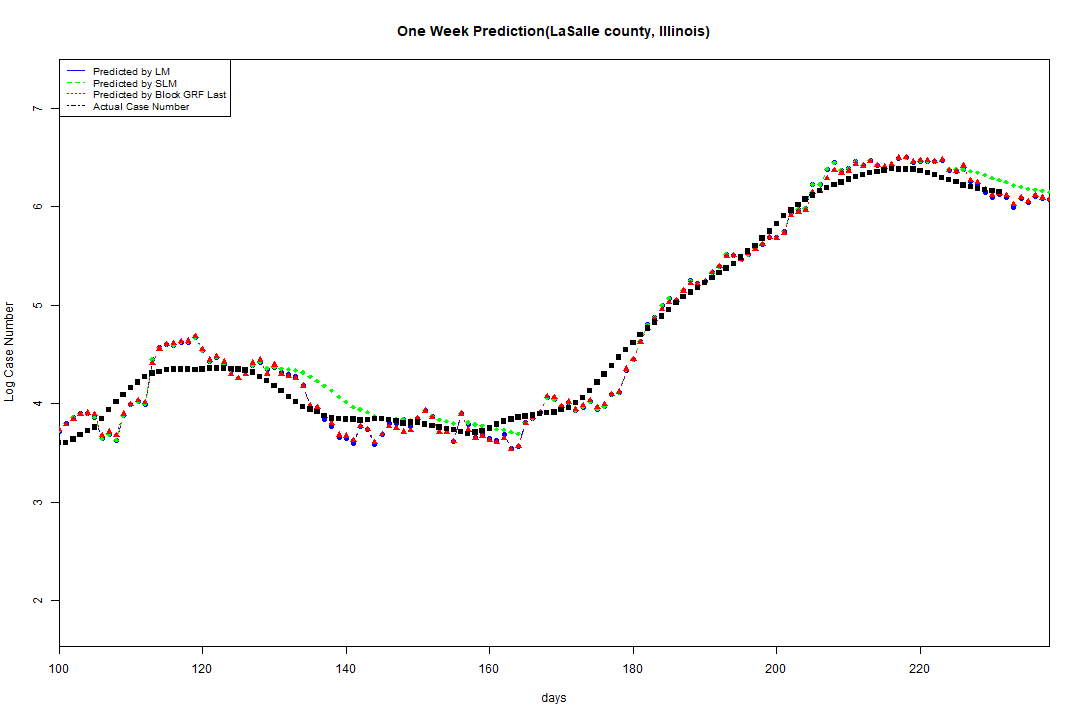 One Week Prediction(LaSalle county, Illinois)
Predicted by LM
Predicted by SLM
Predicted by Block GRF Last
Actual Case Number
7
6
5
4
3
2
Log Case Number
100 120 140 160 180 200 220
days